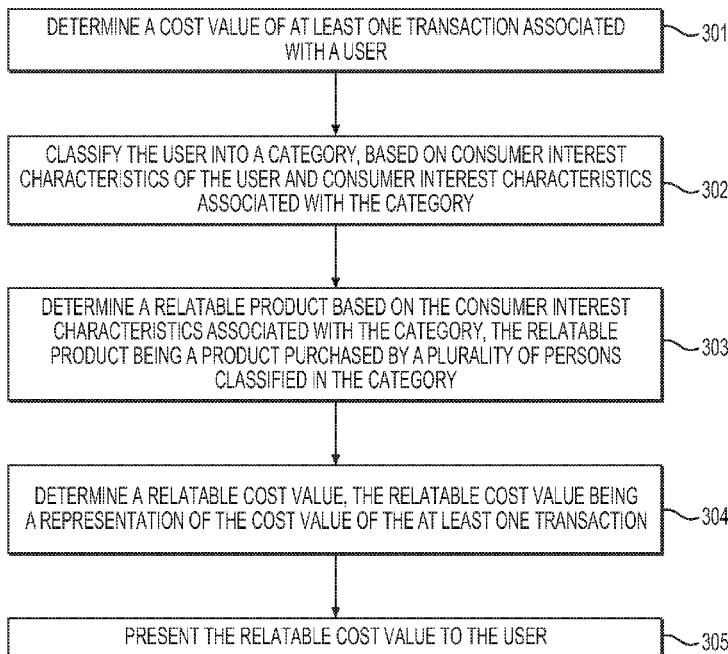 DETERMINE A COST VALUE OF AT LEAST ONE TRANSACTION ASSOCIATED
WITH A USER
301
CLASSIFY THE USER INTO A CATEGORY, BASED ON CONSUMER INTEREST
CHARACTERISTICS OF THE USER AND CONSUMER INTEREST CHARACTERISTICS
ASSOCIATED WITH THE CATEGORY
302
DETERMINE A RELATABLE PRODUCT BASED ON THE CONSUMER INTEREST
CHARACTERISTICS ASSOCIATED WITH THE CATEGORY, THE RELATABLE
PRODUCT BEING A PRODUCT PURCHASED BY A PLURALITY OF PERSONS
CLASSIFIED IN THE CATEGORY
303
DETERMINE A RELATABLE COST VALUE, THE RELATABLE COST VALUE BEING
A REPRESENTATION OF THE COST VALUE OF THE AT LEAST ONE TRANSACTION
304
PRESENT THE RELATABLE COST VALUE TO THE USER
305